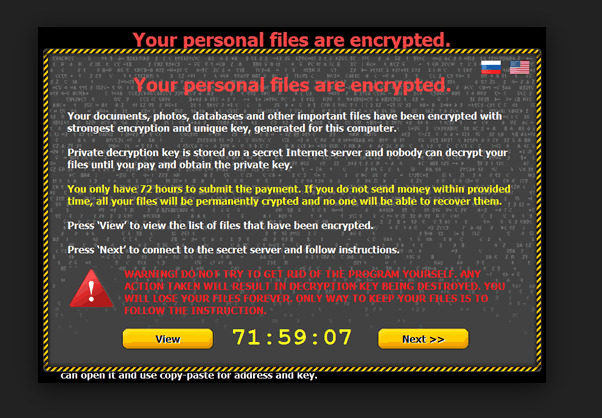 Your personal files are encrypted.
Your personal files are encrypted.
Your documents, photos, databases and other important files have been encrypted with
strongest encryption and unique key, generated for this computer.
Private decryption key is stored on a secret Internet server and nobody can decrypt your
files until you pay and obtain the private key.
You only have 72 hours to submit the payment. If you do not send money within provided
time, all your files will be permanently crypted and no one will be able to recover them.
Press 'View' to view the list of files that have been encrypted.
Press 'Next' to connect to the secret server and follow instructions.
WARNING! DO NOT TRY TO GET RID OF THE PROGRAM YOURSELF. ANY
ACTION TAKEN WILL RESULT IN DECRYPTION KEY BEING DESTROYED. YOU
WILL LOSE YOUR FILES FOREVER. ONLY WAY TO KEEP YOUR FILES IS TO
FOLLOW THE INSTRUCTION.
View
71:59:07
Next >>
can open it and use copy-paste for address and key.